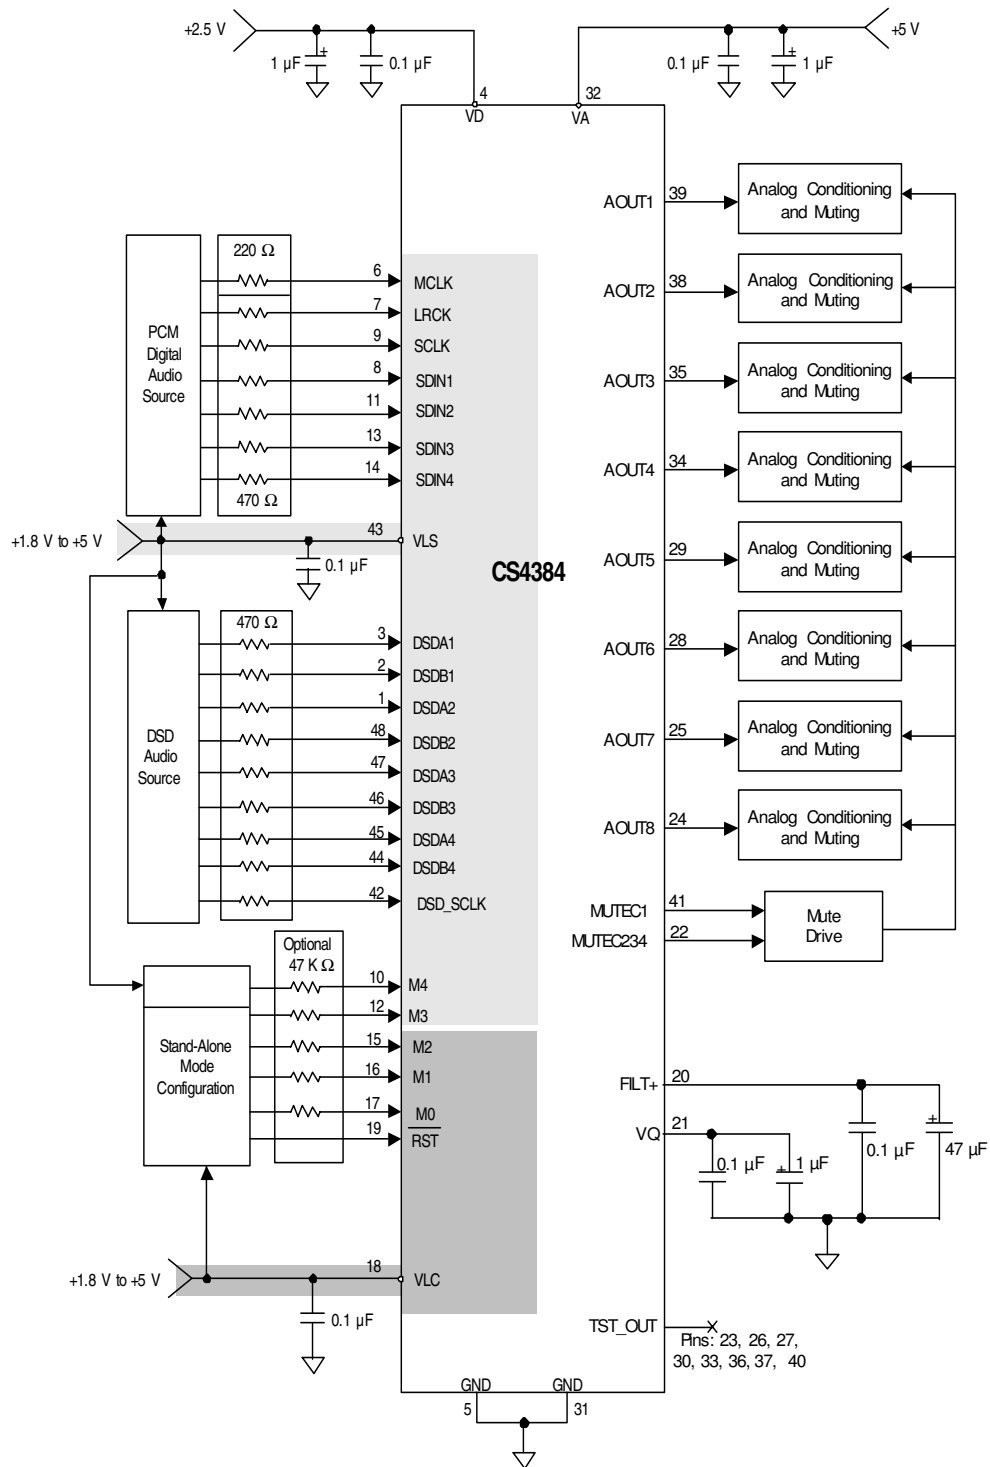 +2.5 V
+5 V
1 µF
+
0.1 µF
0.1 µF
+
1 µF
4
32
VD
VA
PCM
Digital
Audio
Source
220 Ω
470 Ω
6
MCLK
7
LRCK
9
SCLK
8
SDIN1
11
SDIN2
13
SDIN3
14
SDIN4
+1.8 V to +5 V
43
VLS
0.1 µF
CS4384
DSD
Audio
Source
470 Ω
3
DSDA1
2
DSDB1
1
DSDA2
48
DSDB2
47
DSDA3
46
DSDB3
45
DSDA4
44
DSDB4
42
DSD_SCLK
Optional
47 K Ω
Stand-Alone
Mode
Configuration
10
M4
12
M3
15
M2
16
M1
17
M0
19
RST
+1.8 V to +5 V
18
VLC
0.1 µF
AOUT1
39
Analog Conditioning
and Muting
AOUT2
38
Analog Conditioning
and Muting
AOUT3
35
Analog Conditioning
and Muting
AOUT4
34
Analog Conditioning
and Muting
AOUT5
29
Analog Conditioning
and Muting
AOUT6
28
Analog Conditioning
and Muting
AOUT7
25
Analog Conditioning
and Muting
AOUT8
24
Analog Conditioning
and Muting
MUTEC1
41
MUTEC234
22
Mute
Drive
FILT+
20
VQ
21
0.1 µF
+
1 µF
0.1 µF
+
47 µF
TST_OUT
Pins: 23, 26, 27,
30, 33, 36, 37, 40
GND
GND
5
31